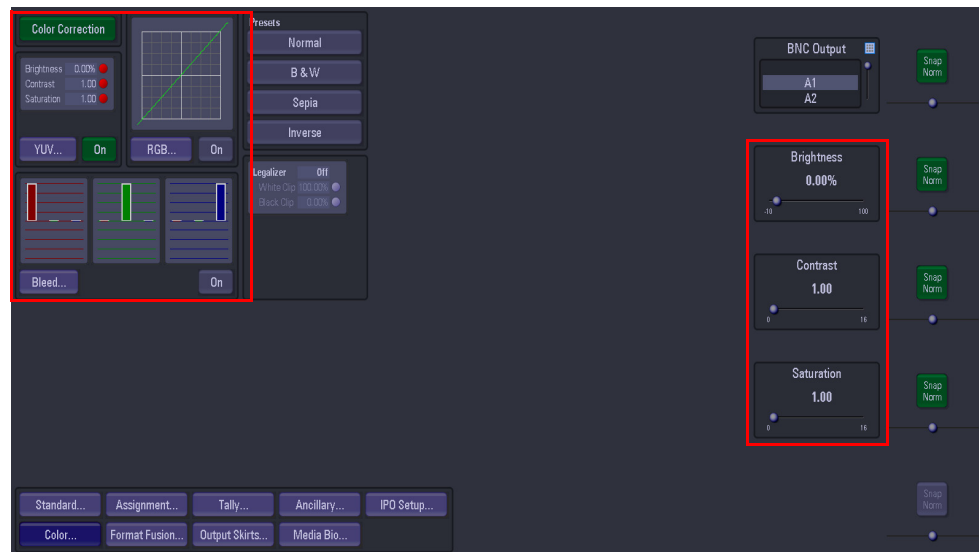 Color Correction
Brightness 0.00%
Contrast 1.00
Saturation 1.00
YUV... On
RGB... On
Bleed... On
Presets
Normal
B & W
Sepia
Inverse
Legalizer Off
White Clip 100.00%
Black Clip 0.00%
BNC Output
A1
A2
Snap
Norm
Brightness
0.00%
-10 100
Snap
Norm
Contrast
1.00
0 16
Snap
Norm
Saturation
1.00
0 16
Snap
Norm
Snap
Norm
Standard... Assignment... Tally... Ancillary... IPO Setup...
Color... Format Fusion... Output Skirts... Media Bio...